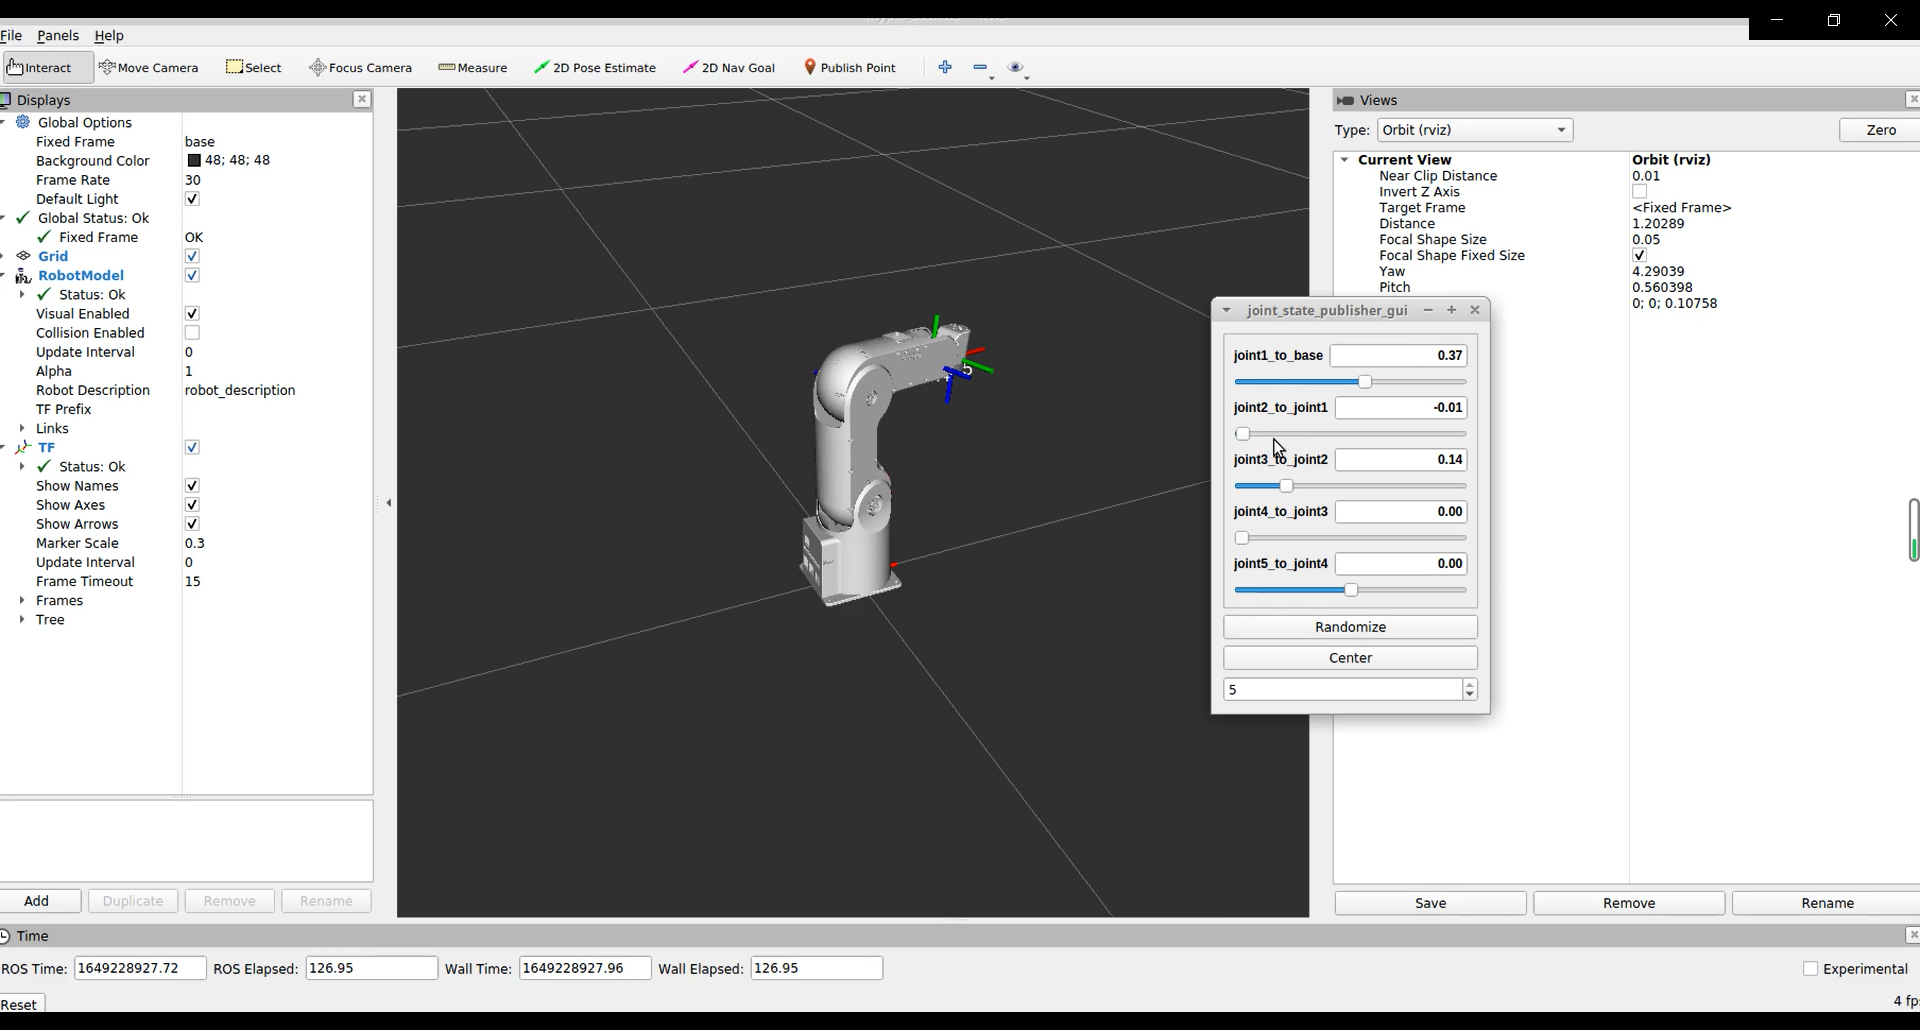 File Panels Help
Interact Move Camera Select Focus Camera Measure 2D Pose Estimate 2D Nav Goal Publish Point
Displays
Global Options
Fixed Frame base
Background Color 48; 48; 48
Frame Rate 30
Default Light
Global Status: Ok
Fixed Frame OK
Grid
RobotModel
Status: Ok
Visual Enabled
Collision Enabled
Update Interval 0
Alpha 1
Robot Description robot_description
TF Prefix
Links
TF
Status: Ok
Show Names
Show Axes
Show Arrows
Marker Scale 0.3
Update Interval 0
Frame Timeout 15
Frames
Tree
Add Duplicate Remove Rename
5
Views
Type: Orbit (rviz) Zero
Current View Orbit (rviz)
Near Clip Distance 0.01
Invert Z Axis
Target Frame <Fixed Frame>
Distance 1.20289
Focal Shape Size 0.05
Focal Shape Fixed Size
Yaw 4.29039
Pitch 0.560398
0; 0; 0.10758
joint_state_publisher_gui
joint1_to_base 0.37
joint2_to_joint1 -0.01
joint3_to_joint2 0.14
joint4_to_joint3 0.00
joint5_to_joint4 0.00
Randomize
Center
5
Save Remove Rename
Time
ROS Time: 1649228927.72 ROS Elapsed: 126.95 Wall Time: 1649228927.96 Wall Elapsed: 126.95 Experimental
Reset 4 fps